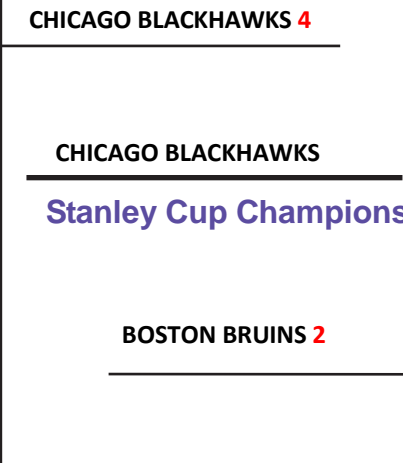 CHICAGO BLACKHAWKS 4
CHICAGO BLACKHAWKS
Stanley Cup Champions
BOSTON BRUINS 2